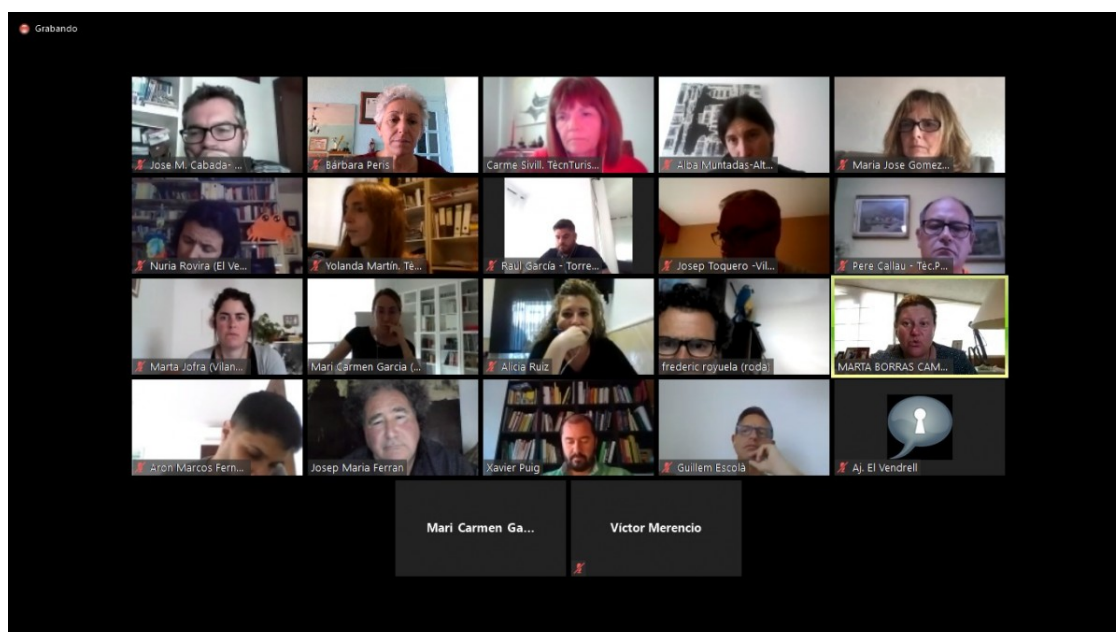 Grabando
Jose M. Cabada- ...
Bárbara Peris
Carme Sivill. TècnTuris...
Alba Muntadas-Alt...
Maria Jose Gomez...
Nuria Rovira (El Ve...
Yolanda Martín. Tè...
Raul García - Torre...
Josep Toquero -Vil...
Pere Callau - Tèc.P...
Marta Jofra (Vilan...
Mari Carmen Garcia (...
Alicia Ruiz
frederic royuela (roda)
MARTA BORRAS CAM...
Aron Marcos Fern...
Josep Maria Ferran
Xavier Puig
Guillem Escolà
Aj. El Vendrell
Mari Carmen Ga...
Víctor Merencio